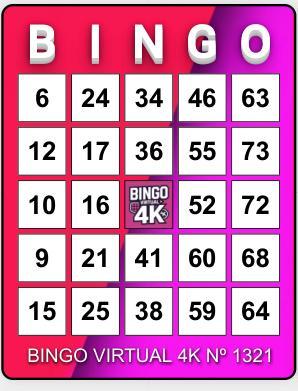 B I N G O
6 24 34 46 63
12 17 36 55 73
10 16 BINGO VIRTUAL 4K 52 72
9 21 41 60 68
15 25 38 59 64
BINGO VIRTUAL 4K Nº 1321